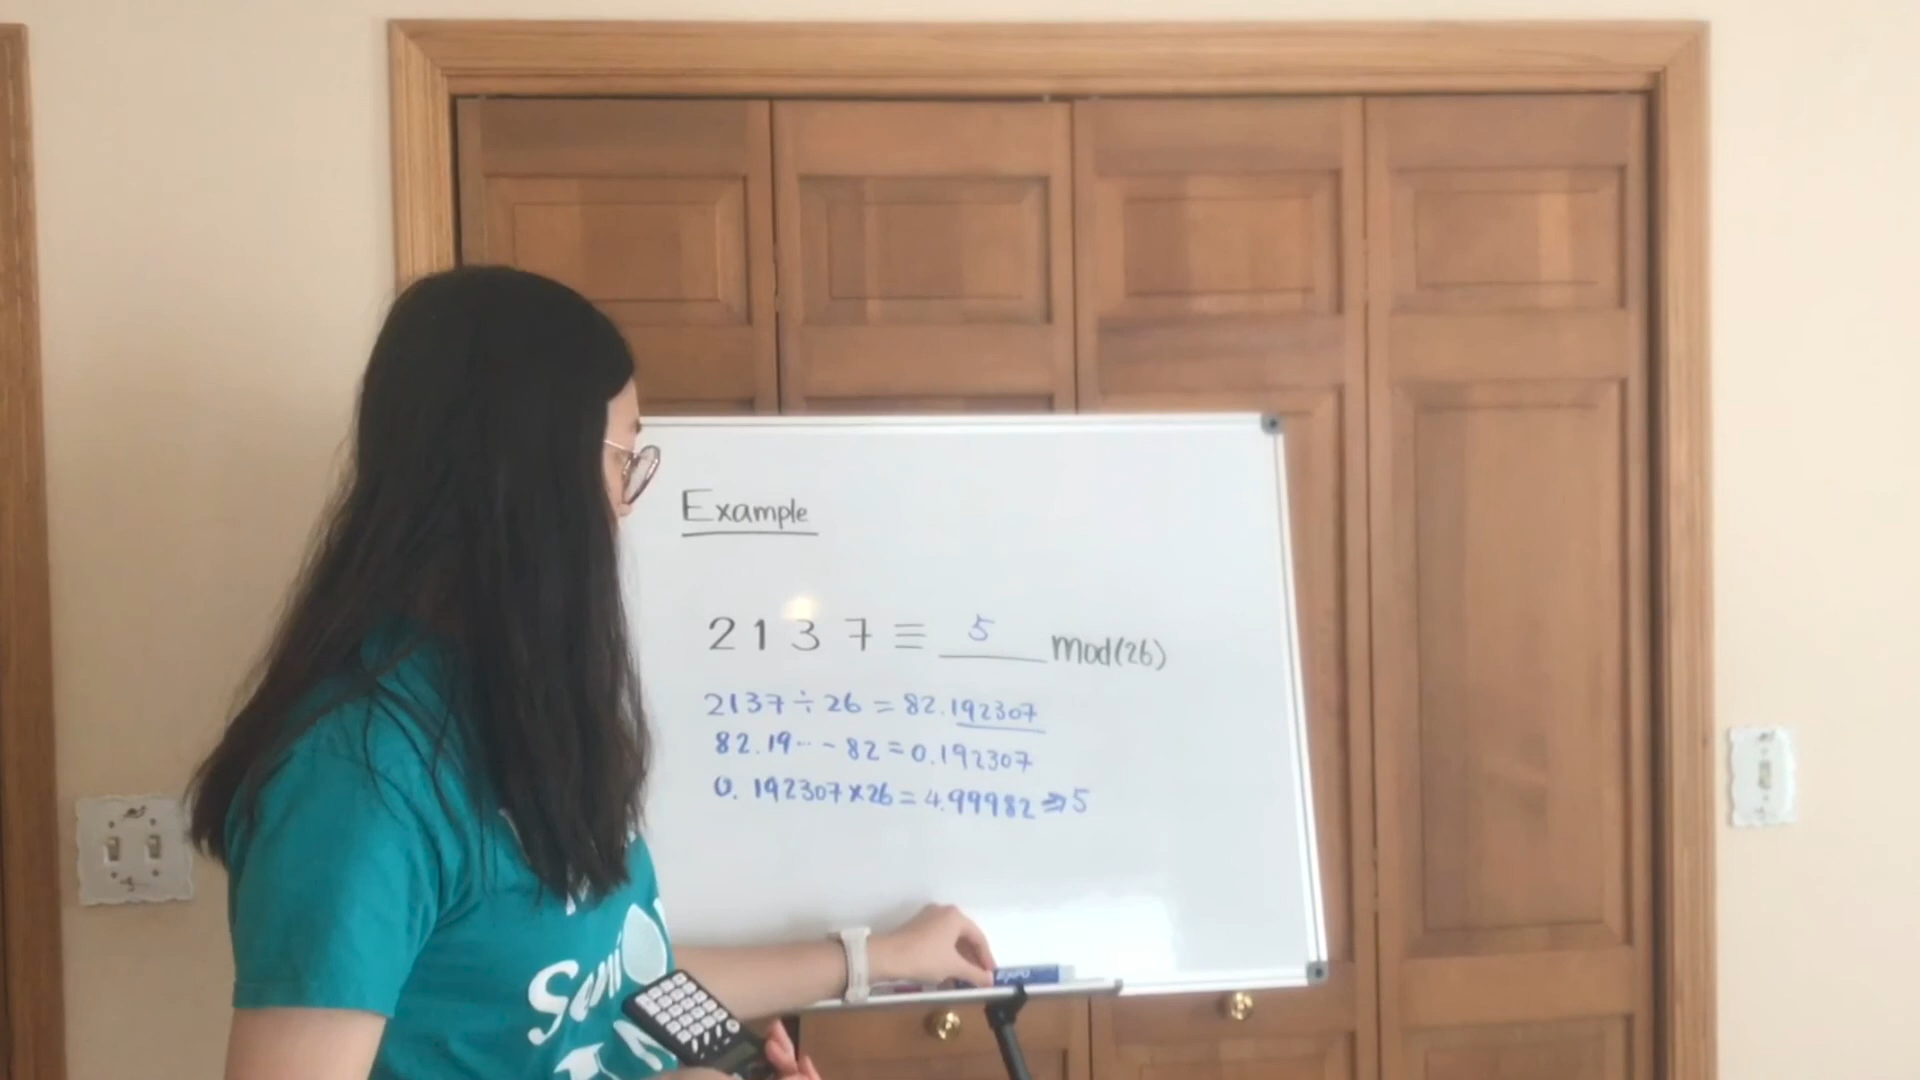 Example
2137 ≡ 5 mod(26)
2137 ÷ 26 = 82.192307
82.19... - 82 = 0.192307
0.192307 × 26 = 4.99982 ⇒ 5
EXPO